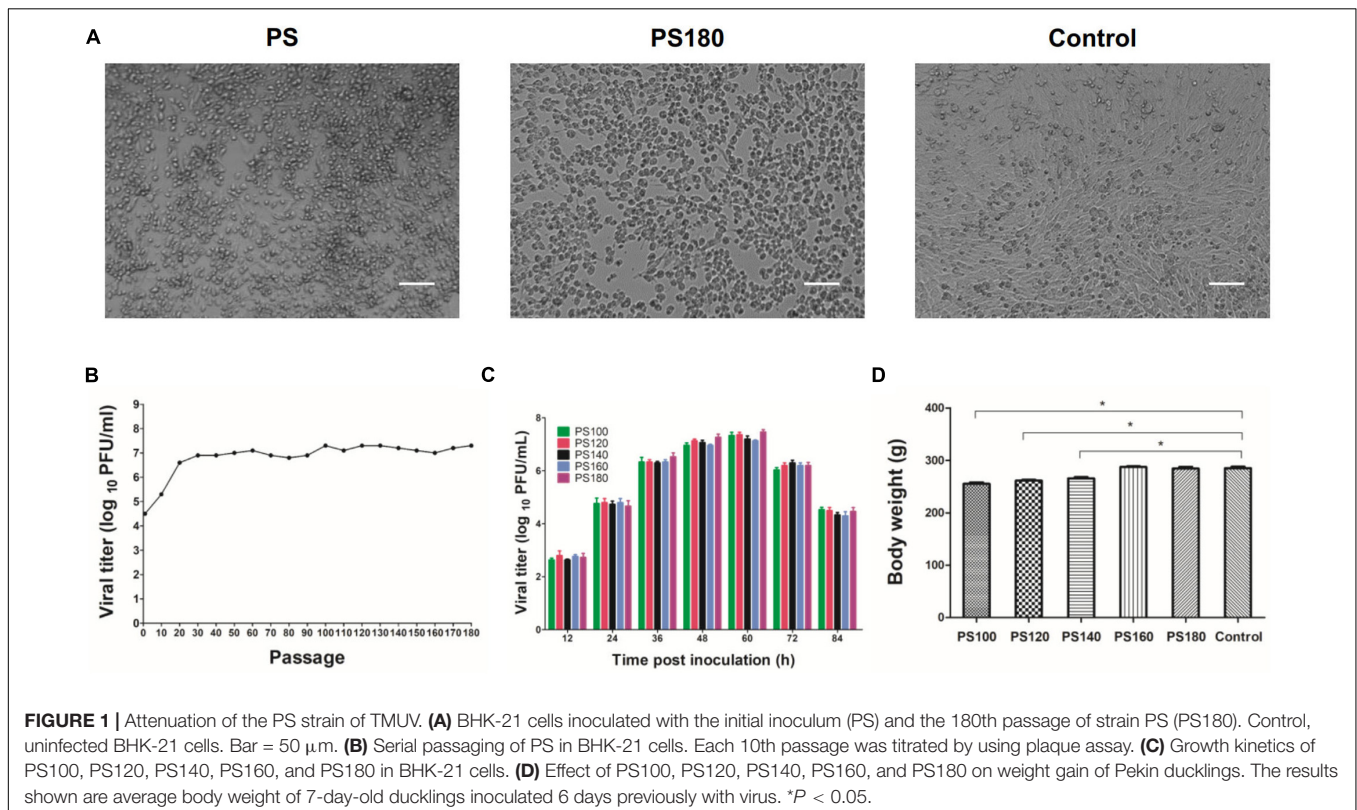 A
PS
PS180
Control
B
Viral titer (log 10 PFU/ml)
9
8
7
6
5
4
3
2
1
0
0 10 20 30 40 50 60 70 80 90 100 110 120 130 140 150 160 170 180
Passage
C
Viral titer (log 10 PFU/mL)
8
6
4
2
0
PS100
PS120
PS140
PS160
PS180
12 24 36 48 60 72 84
Time post inoculation (h)
D
Body weight (g)
400
300
200
100
0
*
*
*
PS100 PS120 PS140 PS160 PS180 Control
FIGURE 1 | Attenuation of the PS strain of TMUV. (A) BHK-21 cells inoculated with the initial inoculum (PS) and the 180th passage of strain PS (PS180). Control,
uninfected BHK-21 cells. Bar = 50 μm. (B) Serial passaging of PS in BHK-21 cells. Each 10th passage was titrated by using plaque assay. (C) Growth kinetics of
PS100, PS120, PS140, PS160, and PS180 in BHK-21 cells. (D) Effect of PS100, PS120, PS140, PS160, and PS180 on weight gain of Pekin ducklings. The results
shown are average body weight of 7-day-old ducklings inoculated 6 days previously with virus. *P < 0.05.